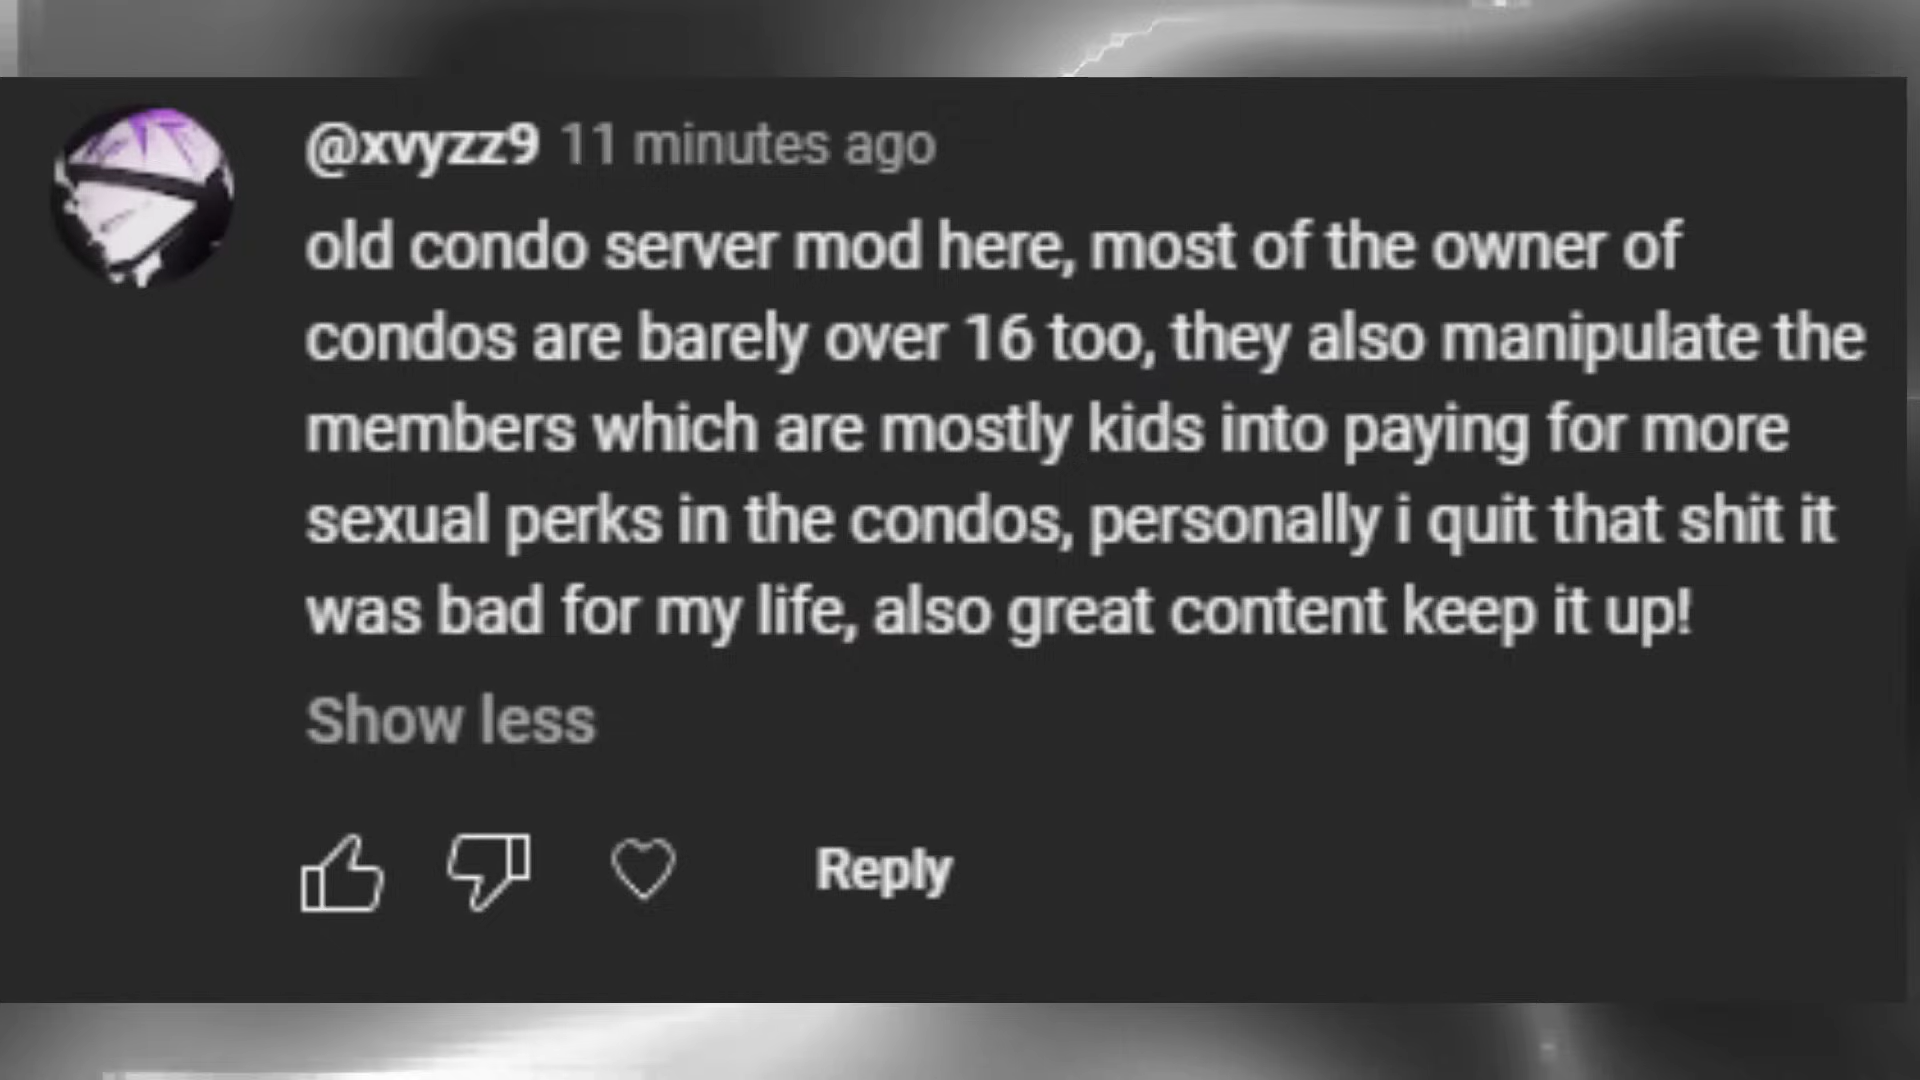 @xvyzz9 11 minutes ago
old condo server mod here, most of the owner of
condos are barely over 16 too, they also manipulate the
members which are mostly kids into paying for more
sexual perks in the condos, personally i quit that shit it
was bad for my life, also great content keep it up!
Show less
Reply